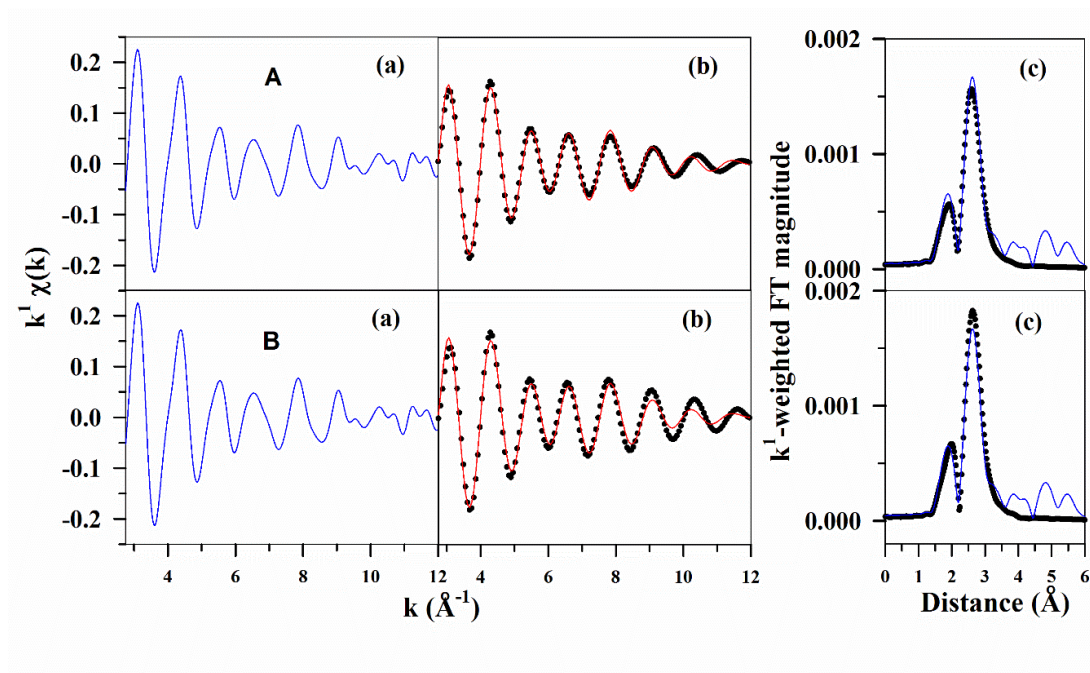 k¹ χ(k)
0.2
0.1
0.0
-0.1
-0.2
A
(a)
(b)
0.2
0.1
0.0
-0.1
-0.2
B
(a)
(b)
4 6 8 10 12 4 6 8 10 12
k (Å⁻¹)
k¹-weighted FT magnitude
0.002
0.001
0.000
(c)
0.002
0.001
0.000
(c)
0 1 2 3 4 5 6
Distance (Å)